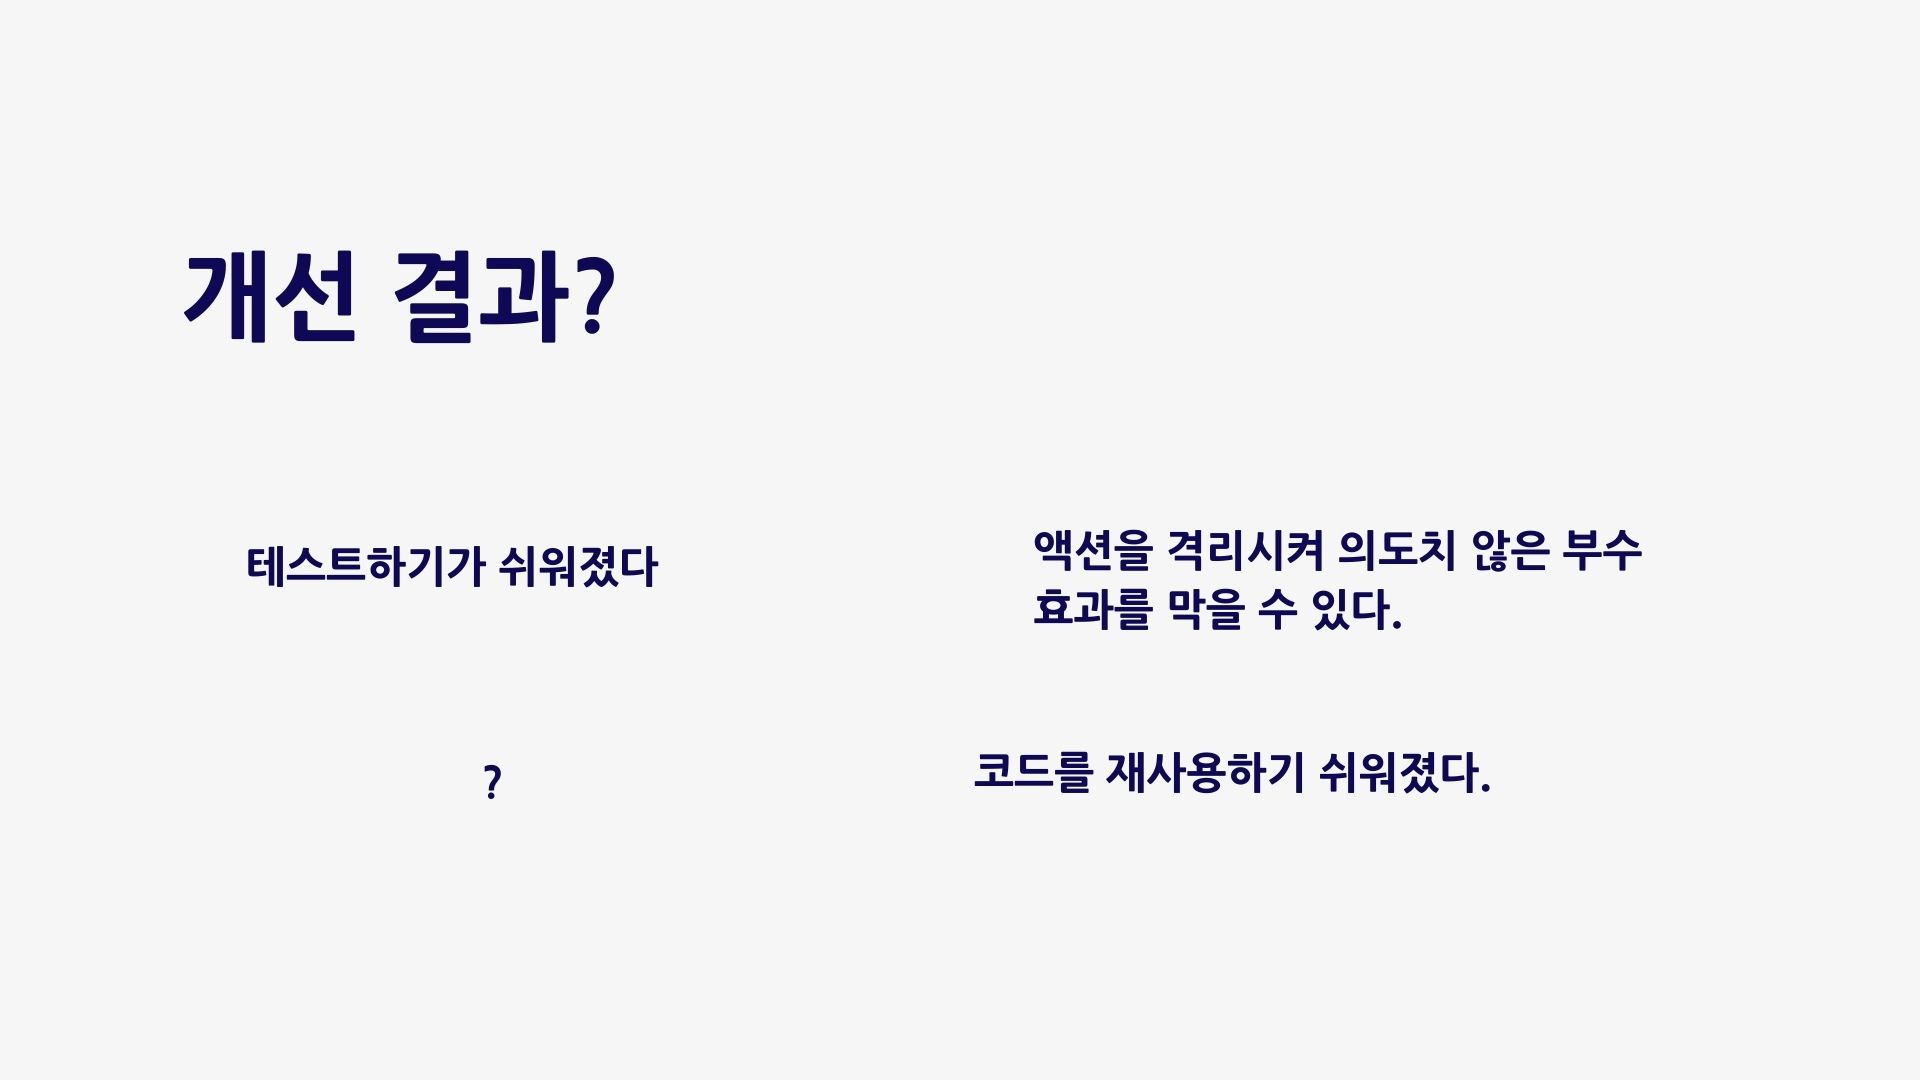 개선 결과?
테스트하기가 쉬워졌다
액션을 격리시켜 의도치 않은 부수
효과를 막을 수 있다.
?
코드를 재사용하기 쉬워졌다.